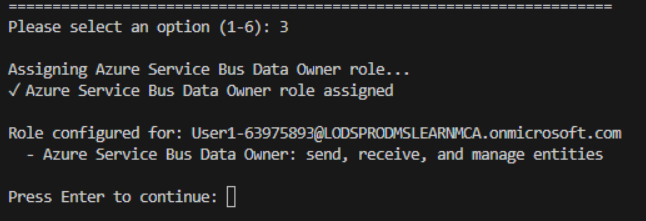 ======================================================================
Please select an option (1-6): 3
Assigning Azure Service Bus Data Owner role...
✓ Azure Service Bus Data Owner role assigned
Role configured for: User1-63975893@LODSPRODMSLEARNMCA.onmicrosoft.com
- Azure Service Bus Data Owner: send, receive, and manage entities
Press Enter to continue: